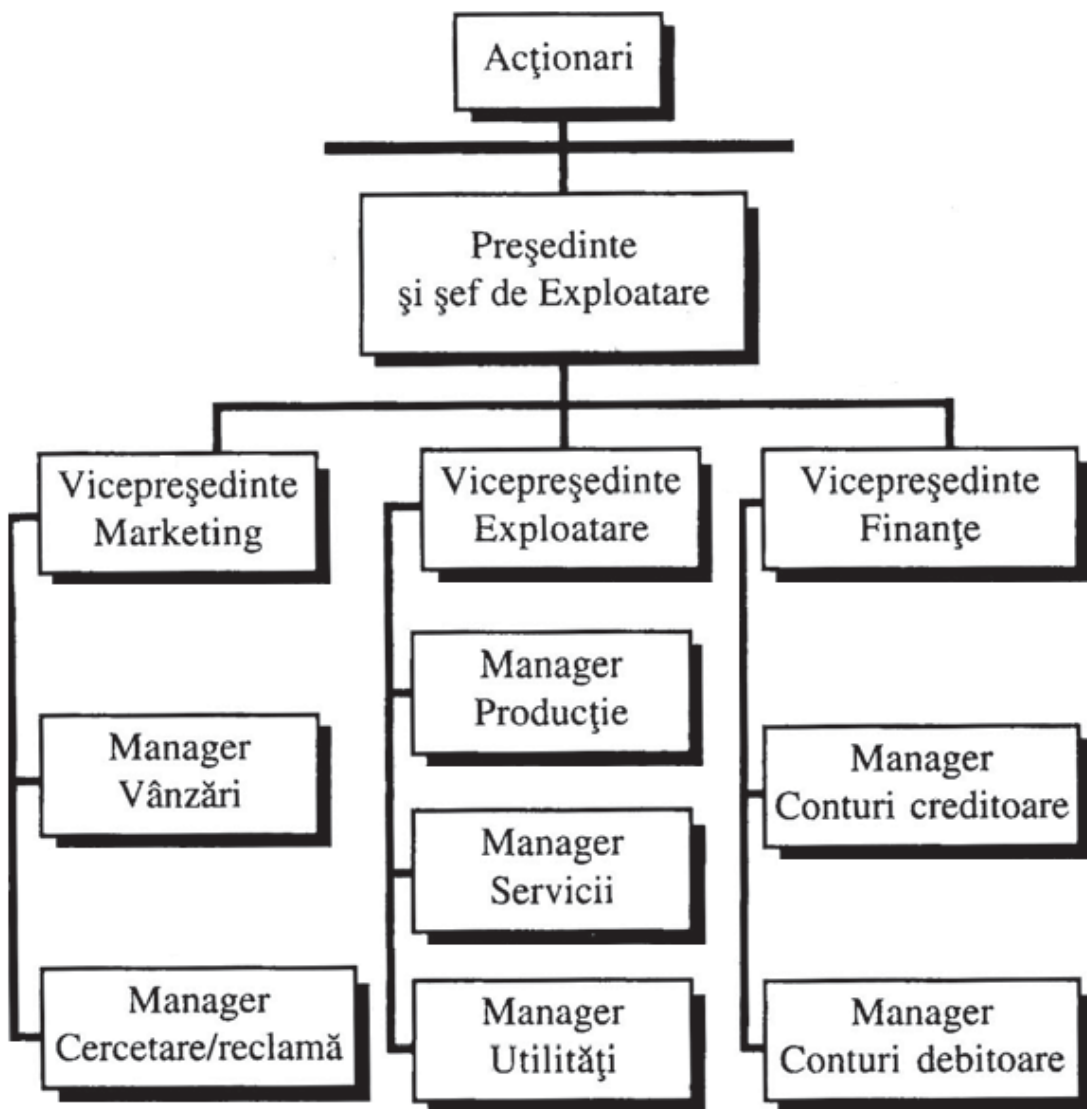 Acţionari
Preşedinte
şi şef de Exploatare
Vicepreşedinte
Marketing
Manager
Vânzări
Manager
Cercetare/reclamă
Vicepreşedinte
Exploatare
Manager
Producţie
Manager
Servicii
Manager
Utilităţi
Vicepreşedinte
Finanţe
Manager
Conturi creditoare
Manager
Conturi debitoare